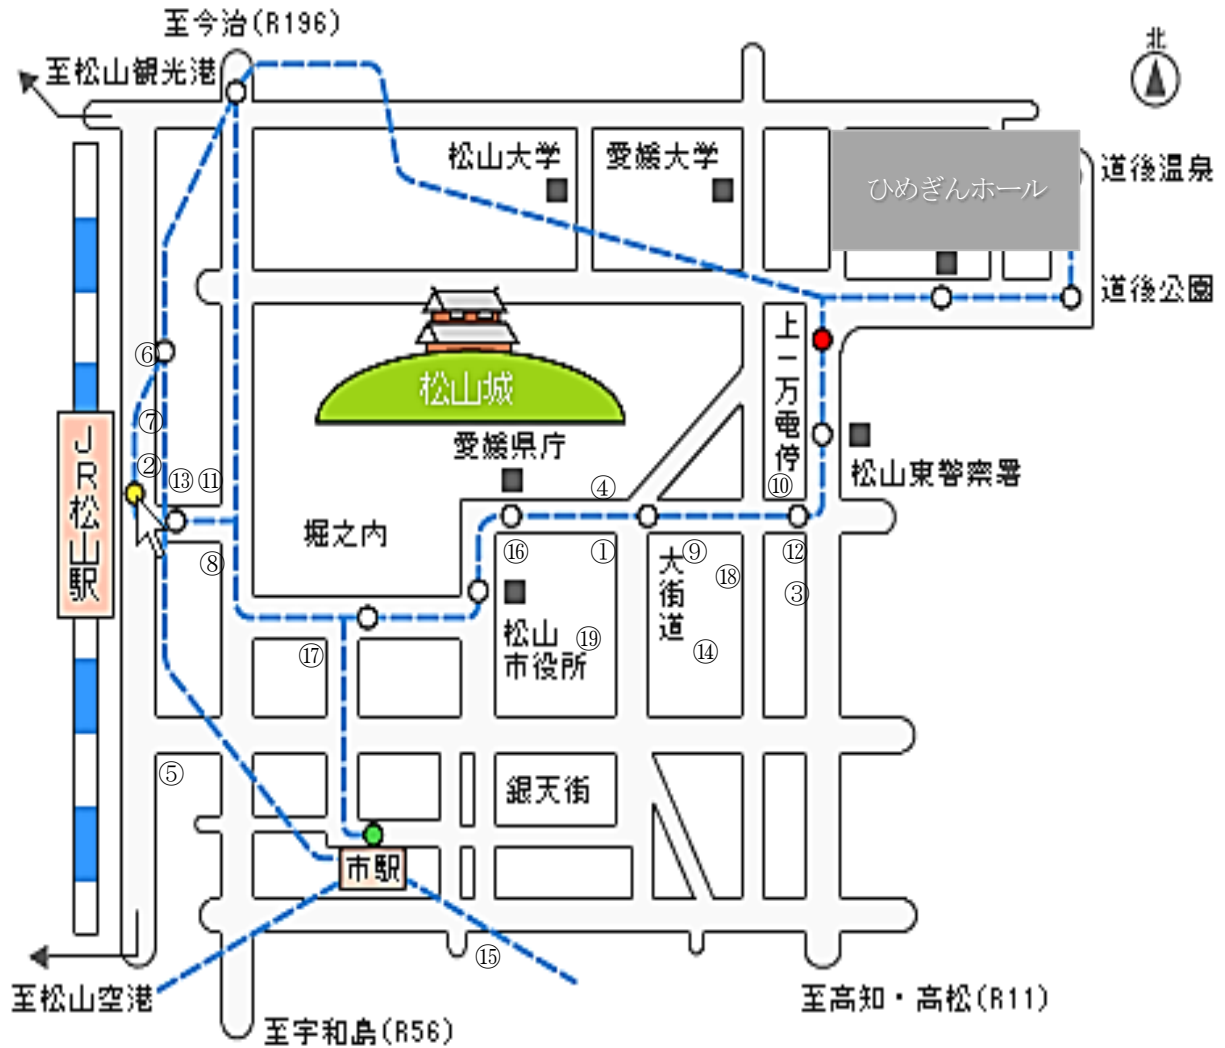 至今治(R196)
北
至松山観光港
松山大学
愛媛大学
ひめぎんホール
道後温泉
道後公園
上一万電停
松山城
⑥
⑦
JR松山駅
②
⑬
⑪
愛媛県庁
④
⑩
松山東警察署
堀之内
⑧
⑯
①
大街道
⑨
⑫
⑱
③
松山
市役所
⑲
⑭
⑰
⑤
銀天街
市駅
⑮
至松山空港
至宇和島(R56)
至高知・高松(R11)